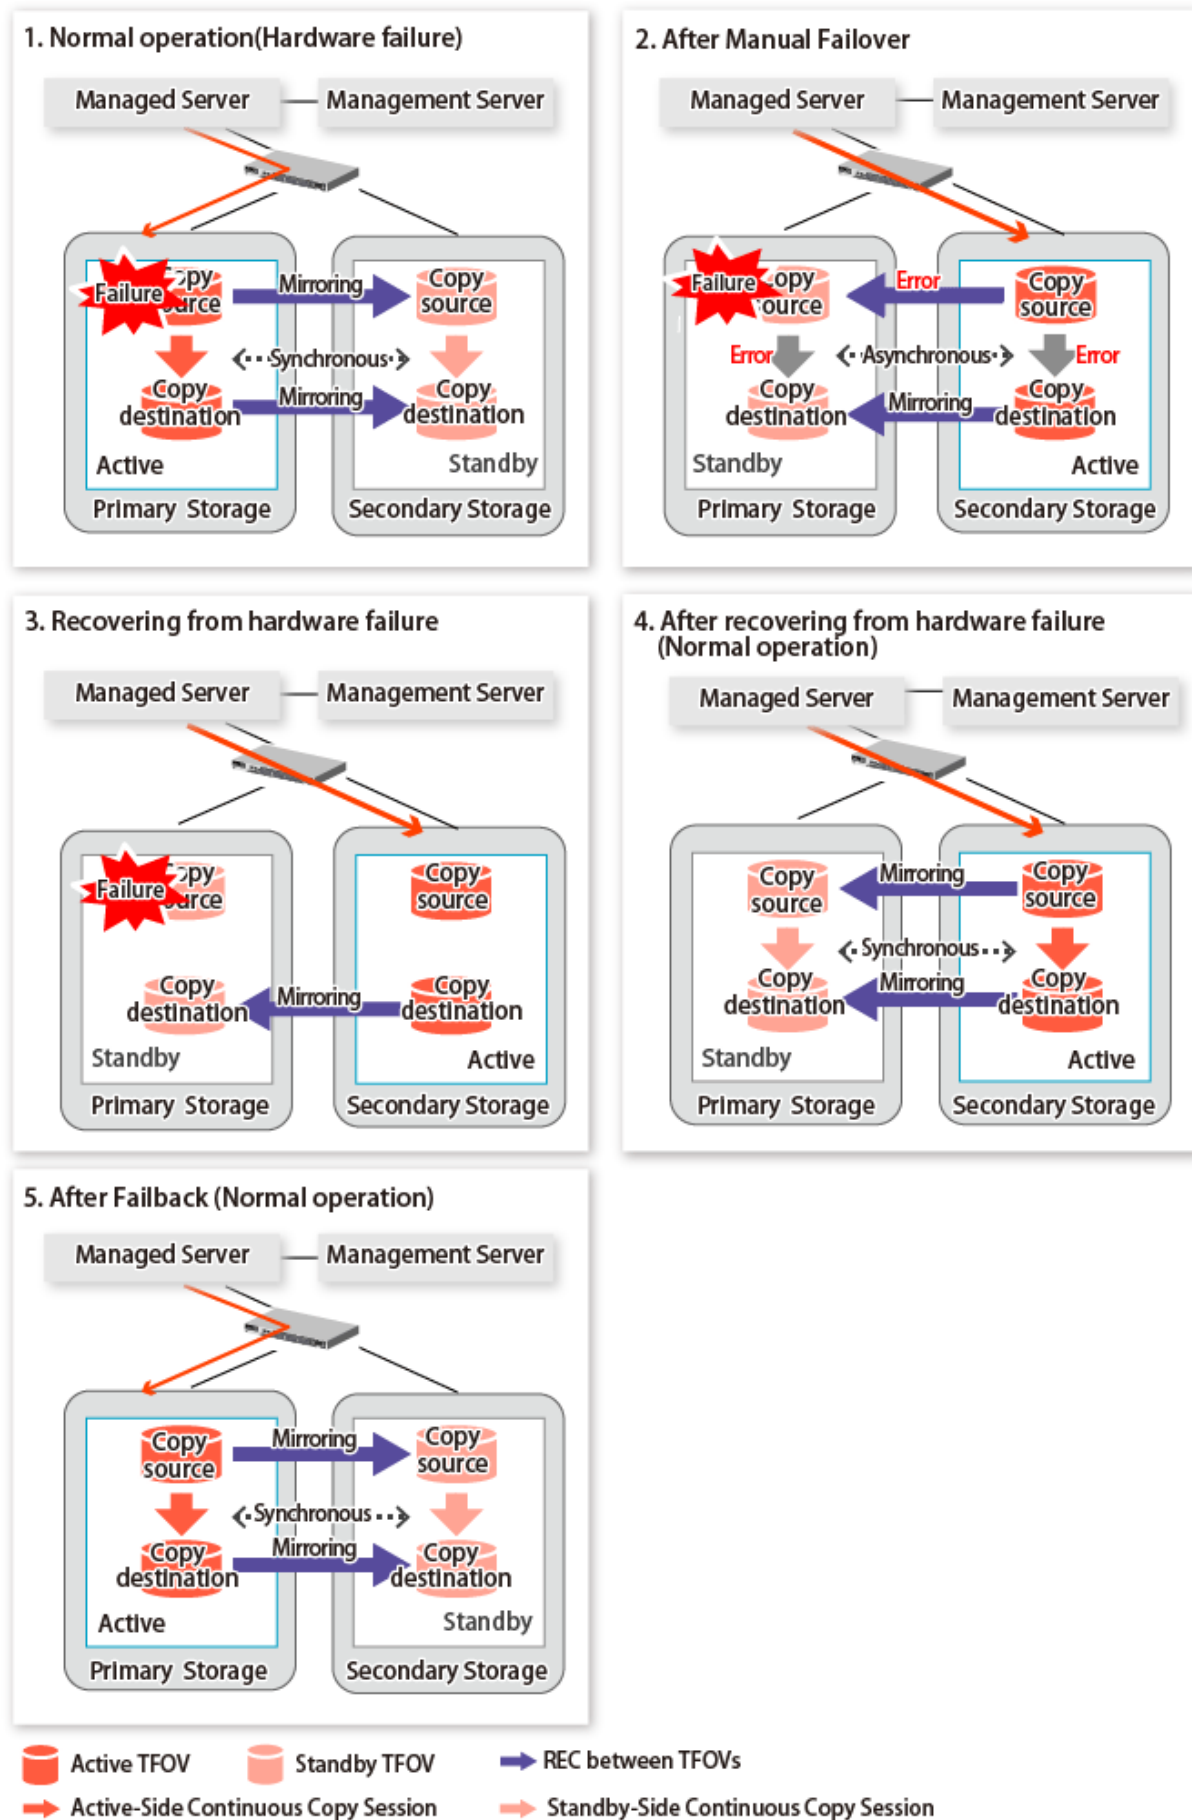 1. Normal operation(Hardware failure)
Managed Server
Management Server
Failure
Copy
source
Mirroring
Copy
source
Synchronous
Copy
destination
Mirroring
Copy
destination
Active
Standby
Primary Storage
Secondary Storage
2. After Manual Failover
Managed Server
Management Server
Failure
Copy
source
Error
Copy
source
Error
Asynchronous
Error
Copy
destination
Mirroring
Copy
destination
Standby
Active
Primary Storage
Secondary Storage
3. Recovering from hardware failure
Managed Server
Management Server
Failure
Copy
source
Copy
source
Copy
destination
Mirroring
Copy
destination
Standby
Active
Primary Storage
Secondary Storage
4. After recovering from hardware failure
(Normal operation)
Managed Server
Management Server
Copy
source
Mirroring
Copy
source
Synchronous
Copy
destination
Mirroring
Copy
destination
Standby
Active
Primary Storage
Secondary Storage
5. After Failback (Normal operation)
Managed Server
Management Server
Copy
source
Mirroring
Copy
source
Synchronous
Copy
destination
Mirroring
Copy
destination
Active
Standby
Primary Storage
Secondary Storage
Active TFOV
Standby TFOV
REC between TFOVs
Active-Side Continuous Copy Session
Standby-Side Continuous Copy Session